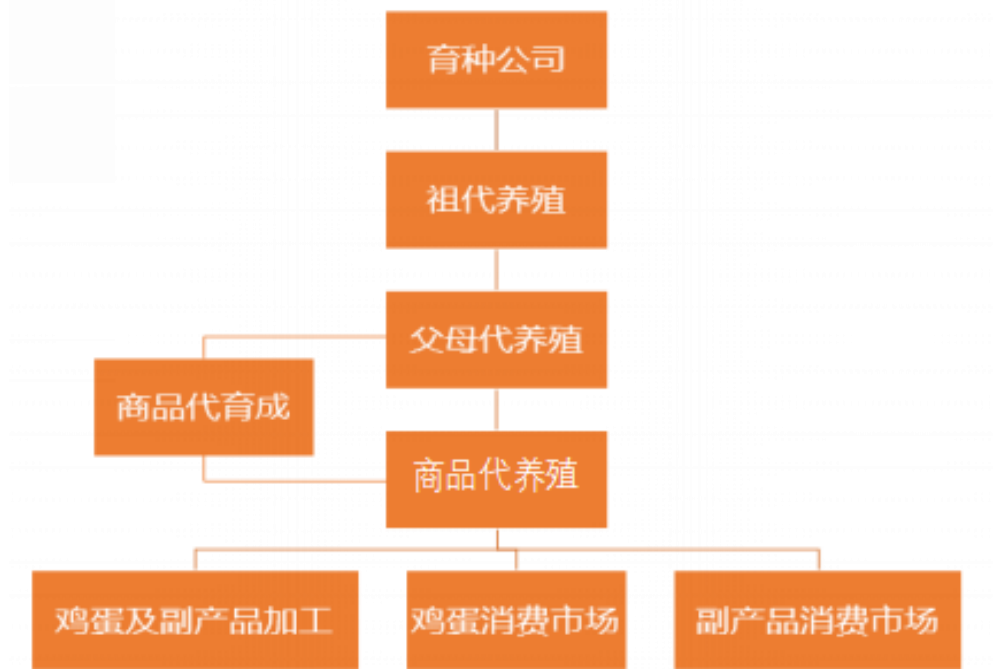 育种公司
祖代养殖
父母代养殖
商品代育成
商品代养殖
鸡蛋及副产品加工
鸡蛋消费市场
副产品消费市场